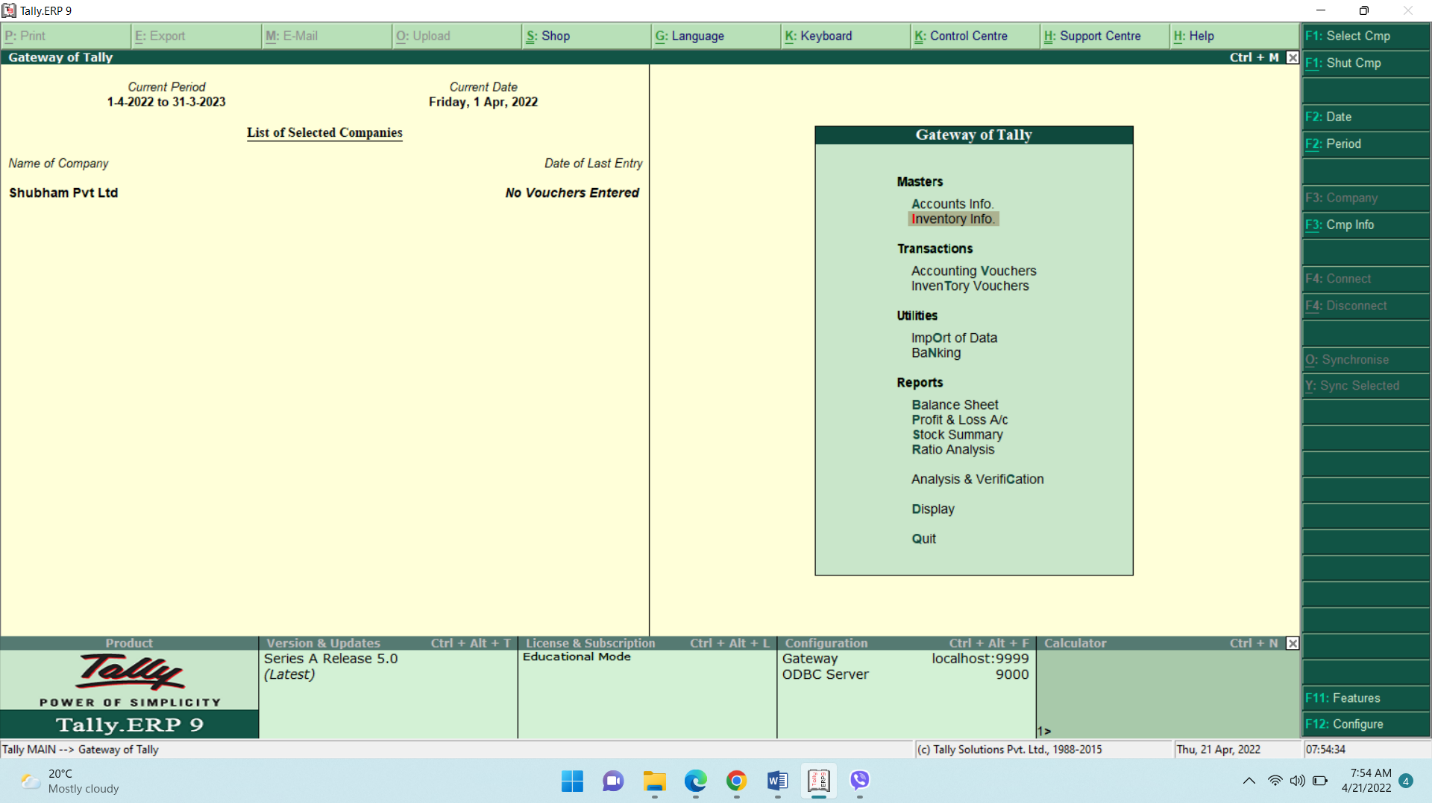 Tally.ERP 9
P: Print
E: Export
M: E-Mail
O: Upload
S: Shop
G: Language
K: Keyboard
K: Control Centre
H: Support Centre
H: Help
Gateway of Tally
Ctrl + M
Current Period
1-4-2022 to 31-3-2023
Current Date
Friday, 1 Apr, 2022
List of Selected Companies
Name of Company
Date of Last Entry
Shubham Pvt Ltd
No Vouchers Entered
Gateway of Tally
Masters
Accounts Info.
Inventory Info.
Transactions
Accounting Vouchers
InvenTory Vouchers
Utilities
ImpOrt of Data
BaNking
Reports
Balance Sheet
Profit & Loss A/c
Stock Summary
Ratio Analysis
Analysis & VerifiCation
Display
Quit
F1: Select Cmp
F1: Shut Cmp
F2: Date
F2: Period
F3: Company
F3: Cmp Info
F4: Connect
F4: Disconnect
O: Synchronise
Y: Sync Selected
F11: Features
F12: Configure
Product
Tally
POWER OF SIMPLICITY
Tally.ERP 9
Version & Updates
Ctrl + Alt + T
Series A Release 5.0
(Latest)
License & Subscription
Ctrl + Alt + L
Educational Mode
Configuration
Ctrl + Alt + F
Gateway
localhost:9999
ODBC Server
9000
Calculator
Ctrl + N
1>
Tally MAIN --> Gateway of Tally
(c) Tally Solutions Pvt. Ltd., 1988-2015
Thu, 21 Apr, 2022
07:54:34
20°C
Mostly cloudy
7:54 AM
4/21/2022
4